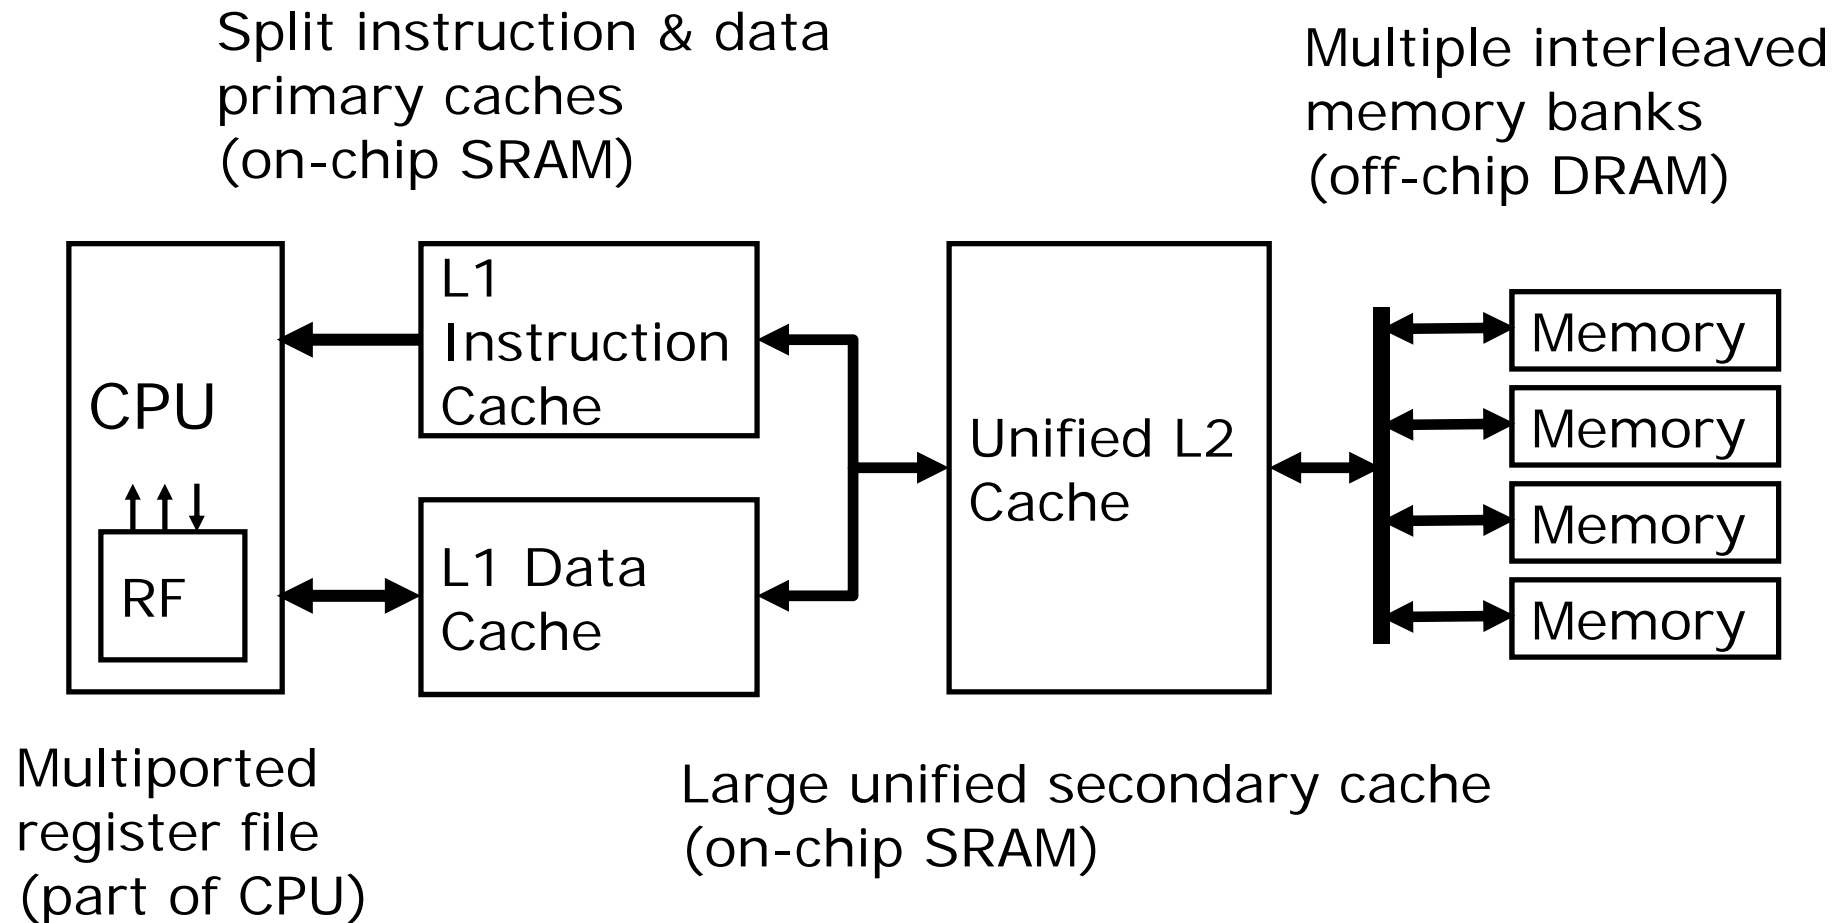 Split instruction & data
primary caches
(on-chip SRAM)
Multiple interleaved
memory banks
(off-chip DRAM)
CPU
RF
L1
Instruction
Cache
L1 Data
Cache
Unified L2
Cache
Memory
Memory
Memory
Memory
Multiported
register file
(part of CPU)
Large unified secondary cache
(on-chip SRAM)